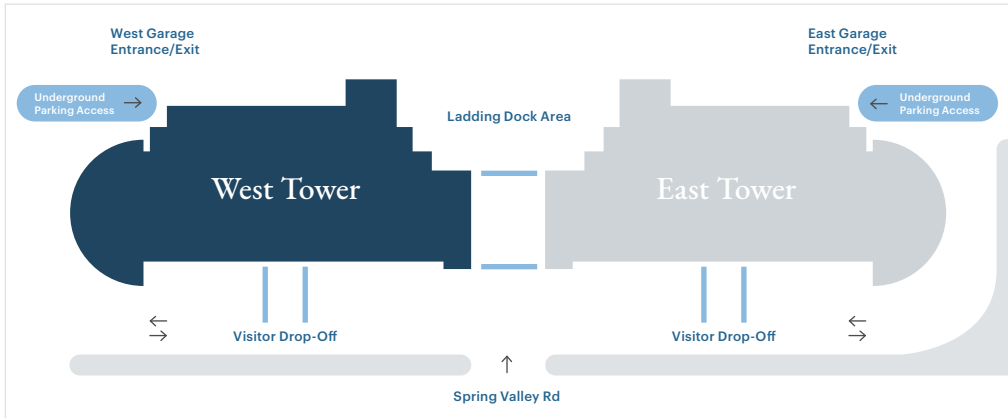 West Garage
Entrance/Exit
East Garage
Entrance/Exit
Underground
Parking Access
Underground
Parking Access
Ladding Dock Area
West Tower
East Tower
Visitor Drop-Off
Visitor Drop-Off
Spring Valley Rd